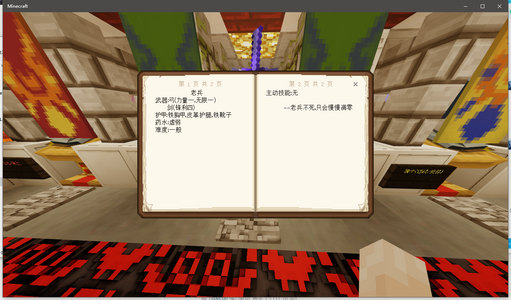 Minecraft
第 1 页 共 2 页
老兵
武器:弓(力量一,无限一)
剑(锋利四)
护甲:铁胸甲,皮革护腿,铁靴子
药水:虚弱
难度:一般
第 2 页 共 2 页
主动技能:无
--老兵不死,只会慢慢凋零